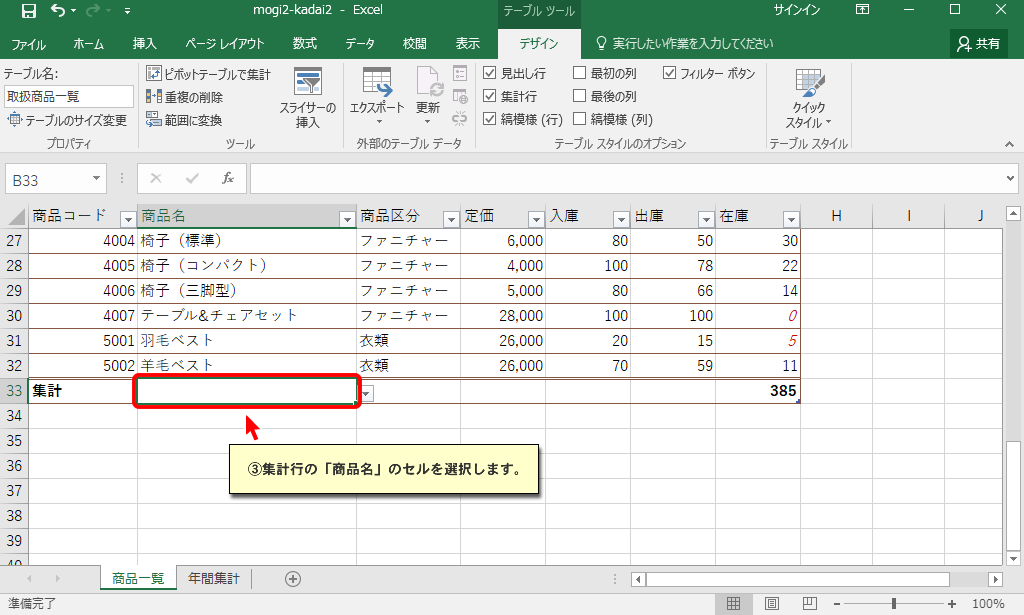 mogi2-kadai2 - Excel
テーブル ツール
サインイン
ファイル ホーム 挿入 ページ レイアウト 数式 データ 校閲 表示 デザイン 実行したい作業を入力してください 共有
テーブル名:
取扱商品一覧
テーブルのサイズ変更
プロパティ
ピボットテーブルで集計
重複の削除
範囲に変換
スライサーの
挿入
ツール
エクスポート
更新
外部のテーブル データ
見出し行 最初の列 フィルター ボタン
集計行 最後の列
縞模様 (行) 縞模様 (列)
テーブル スタイルのオプション
クイック
スタイル
テーブル スタイル
B33
fx
商品コード 商品名 商品区分 定価 入庫 出庫 在庫 H I J
27 4004 椅子（標準） ファニチャー 6,000 80 50 30
28 4005 椅子（コンパクト） ファニチャー 4,000 100 78 22
29 4006 椅子（三脚型） ファニチャー 5,000 80 66 14
30 4007 テーブル&チェアセット ファニチャー 28,000 100 100 0
31 5001 羽毛ベスト 衣類 26,000 20 15 5
32 5002 羊毛ベスト 衣類 26,000 70 59 11
33 集計 385
34
35
36
37
38
39
40
③集計行の「商品名」のセルを選択します。
商品一覧 年間集計
準備完了
100%